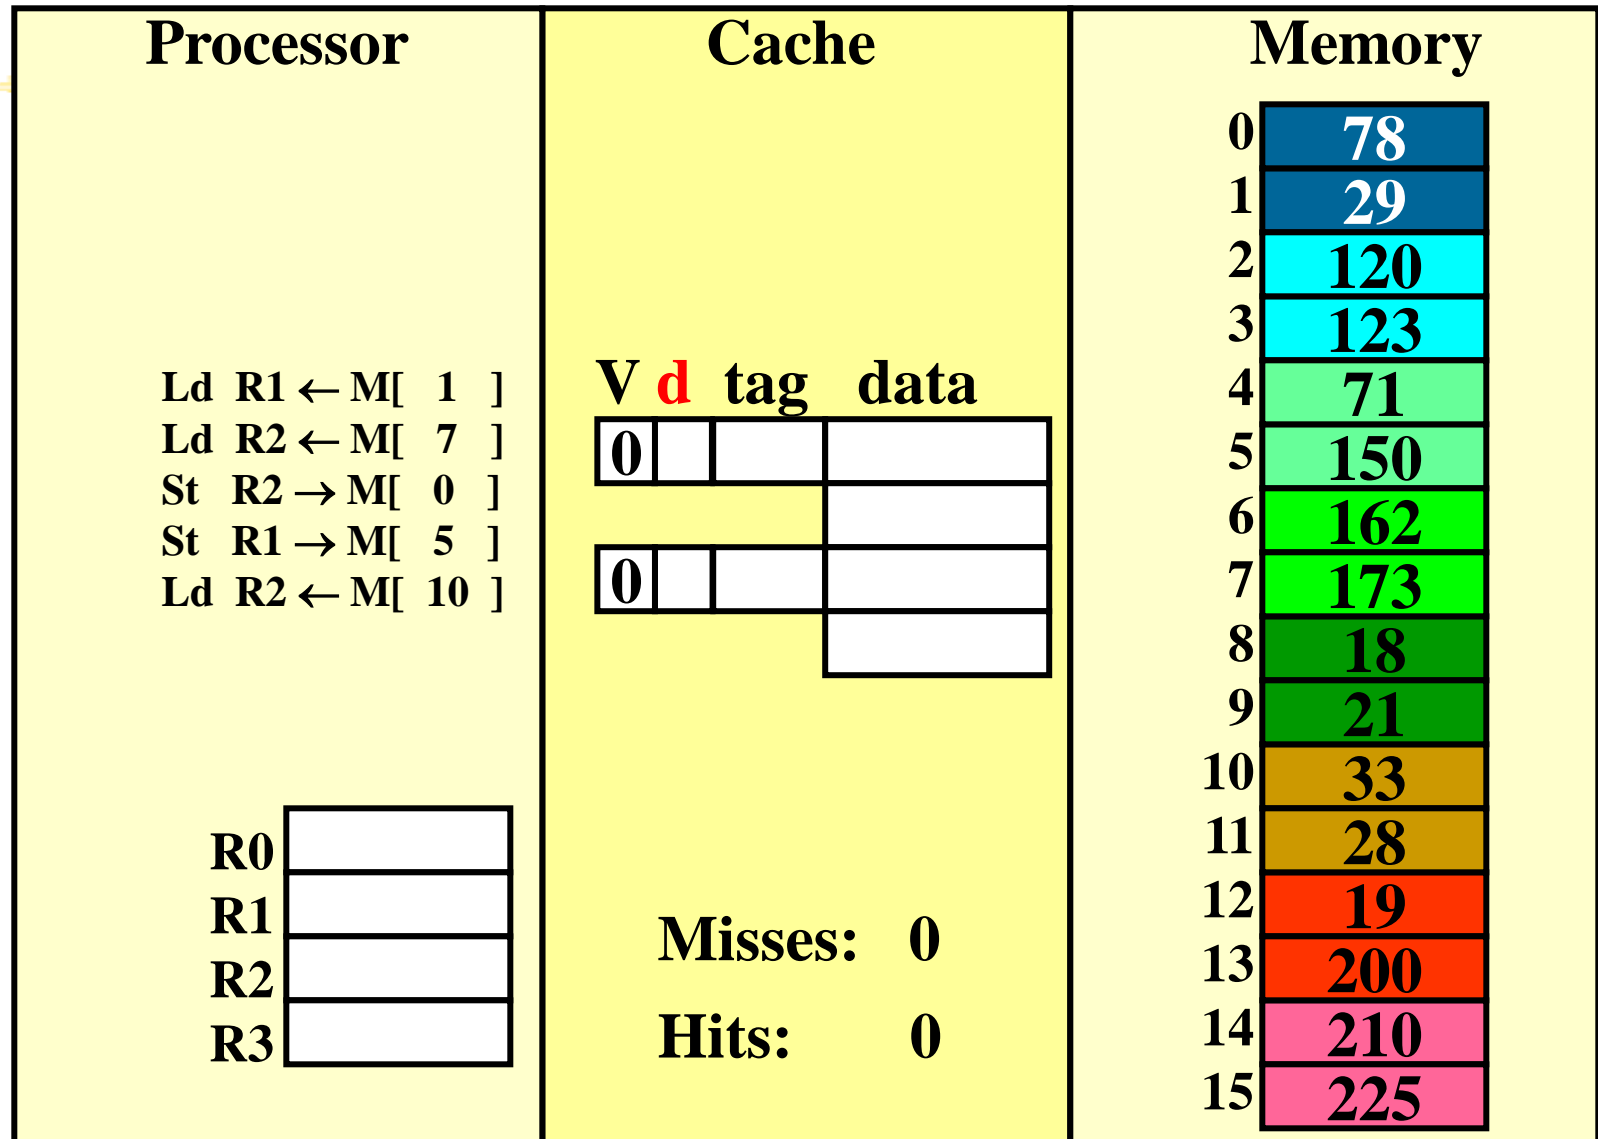 Processor
Ld R1 ← M[ 1 ]
Ld R2 ← M[ 7 ]
St R2 → M[ 0 ]
St R1 → M[ 5 ]
Ld R2 ← M[ 10 ]
R0
R1
R2
R3
Cache
V d tag data
0
0
Misses: 0
Hits: 0
Memory
0 78
1 29
2 120
3 123
4 71
5 150
6 162
7 173
8 18
9 21
10 33
11 28
12 19
13 200
14 210
15 225